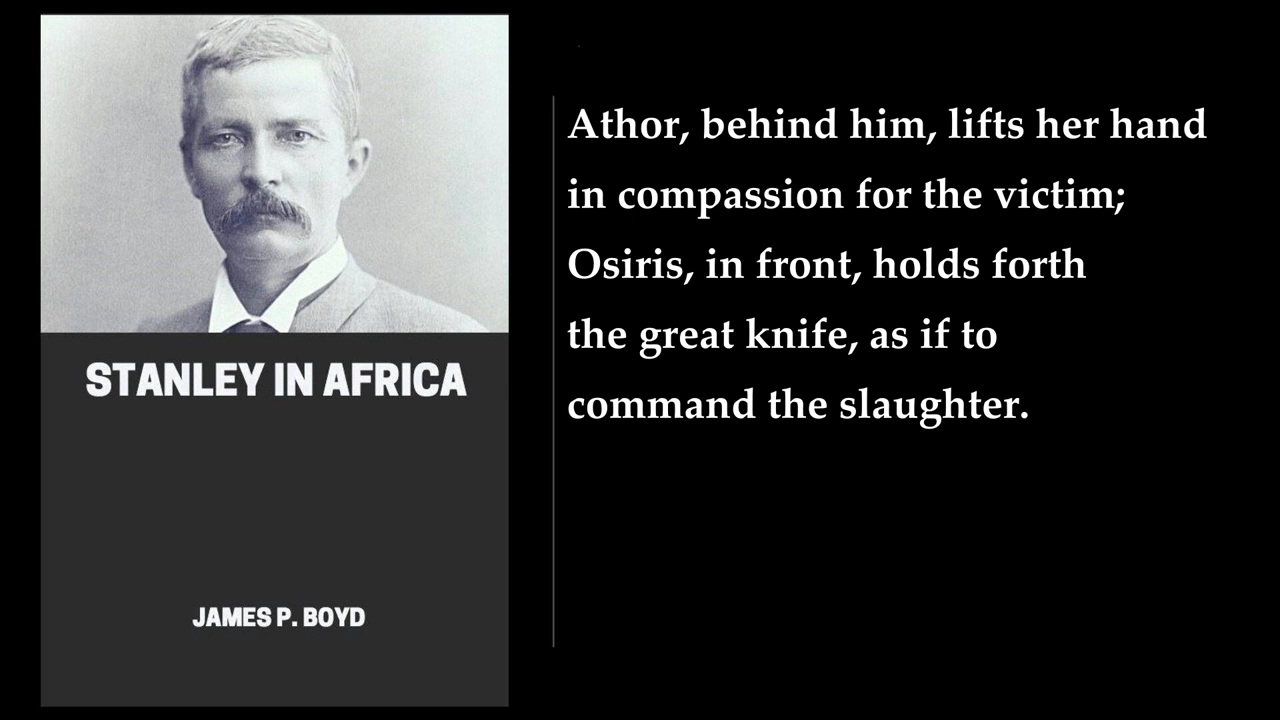 STANLEY IN AFRICA
JAMES P. BOYD
Athor, behind him, lifts her hand
in compassion for the victim;
Osiris, in front, holds forth
the great knife, as if to
command the slaughter.